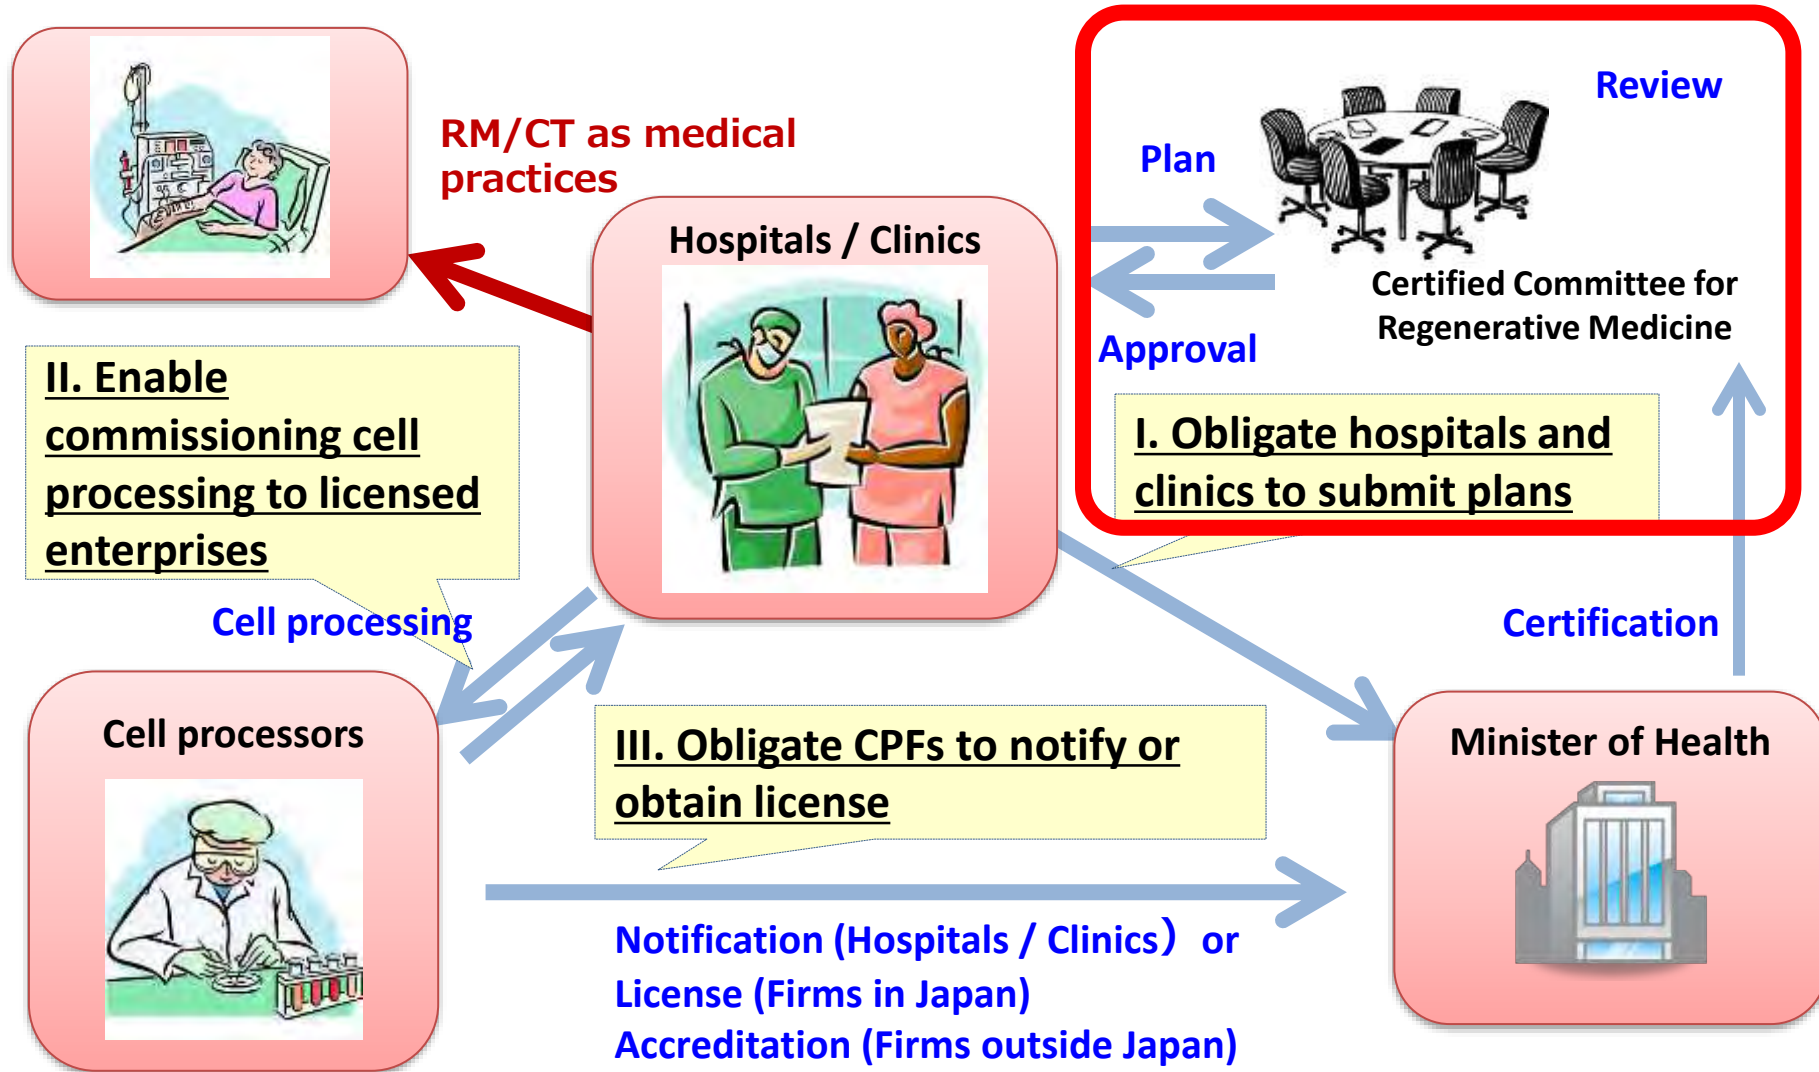 RM/CT as medical
practices
Hospitals / Clinics
Review
Plan
Certified Committee for
Regenerative Medicine
Approval
I. Obligate hospitals and
clinics to submit plans
II. Enable
commissioning cell
processing to licensed
enterprises
Cell processing
Certification
Cell processors
III. Obligate CPFs to notify or
obtain license
Minister of Health
Notification (Hospitals / Clinics） or
License (Firms in Japan)
Accreditation (Firms outside Japan)